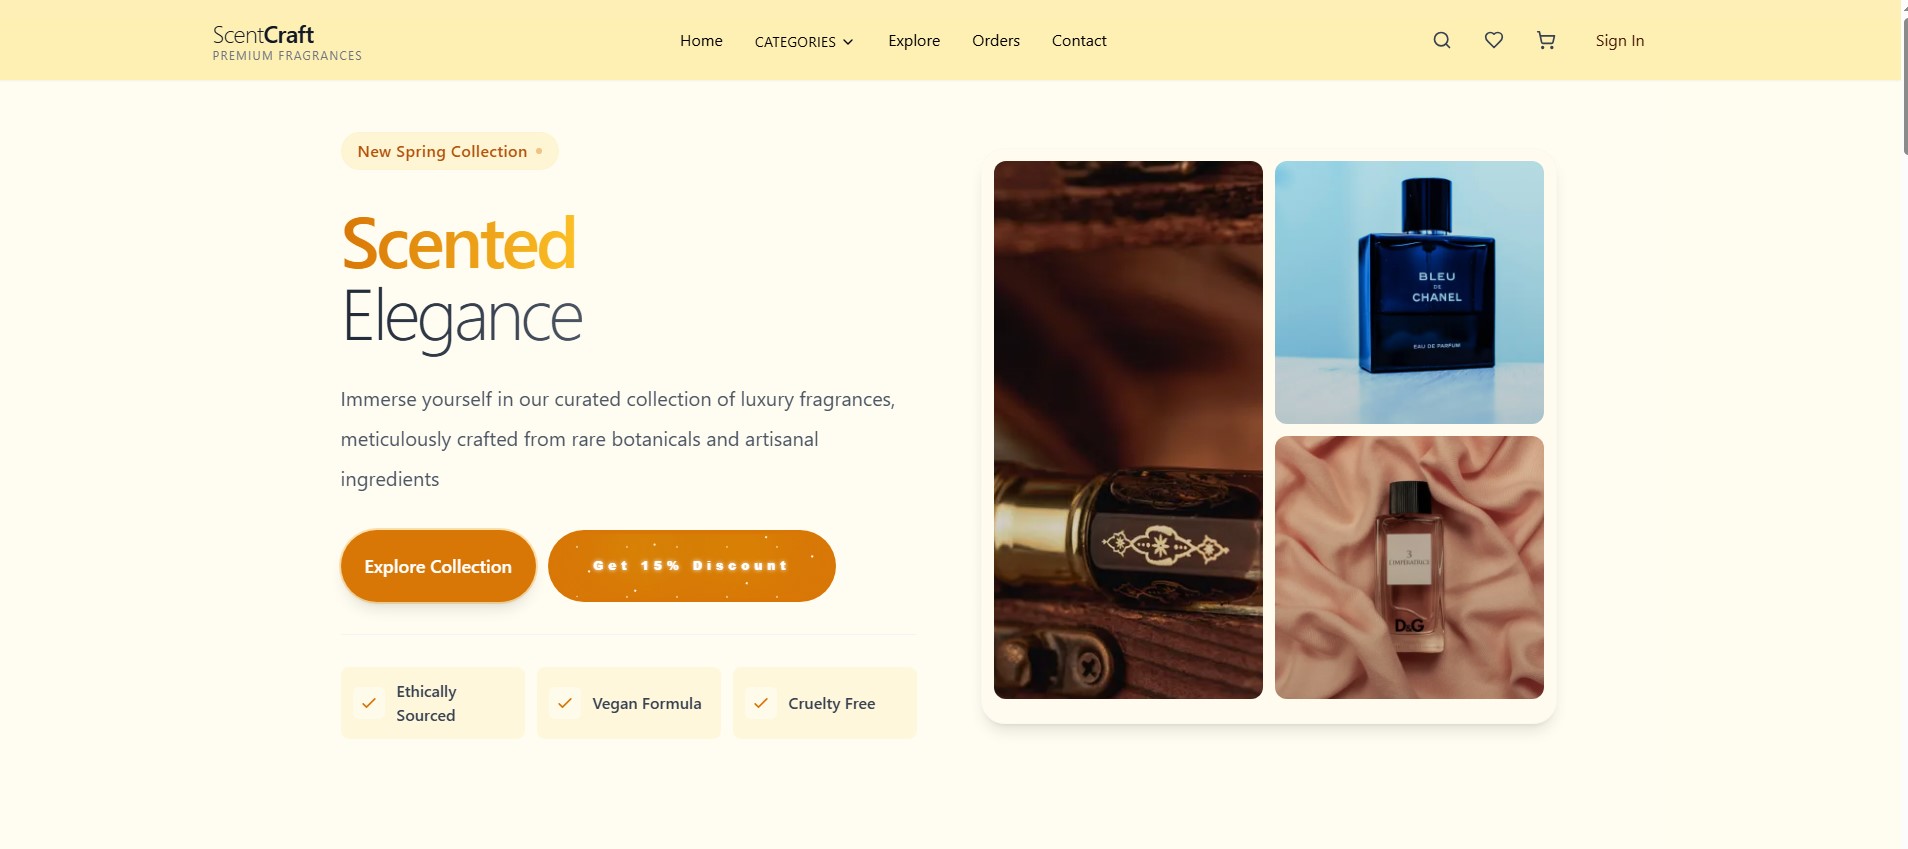 ScentCraft
PREMIUM FRAGRANCES
Home
CATEGORIES
Explore
Orders
Contact
Sign In
New Spring Collection
Scented
Elegance
Immerse yourself in our curated collection of luxury fragrances,
meticulously crafted from rare botanicals and artisanal
ingredients
Explore Collection
Get 15% Discount
Ethically
Sourced
Vegan Formula
Cruelty Free
BLEU
DE
CHANEL
EAU DE PARFUM
3
L'IMPERATRICE
D&G